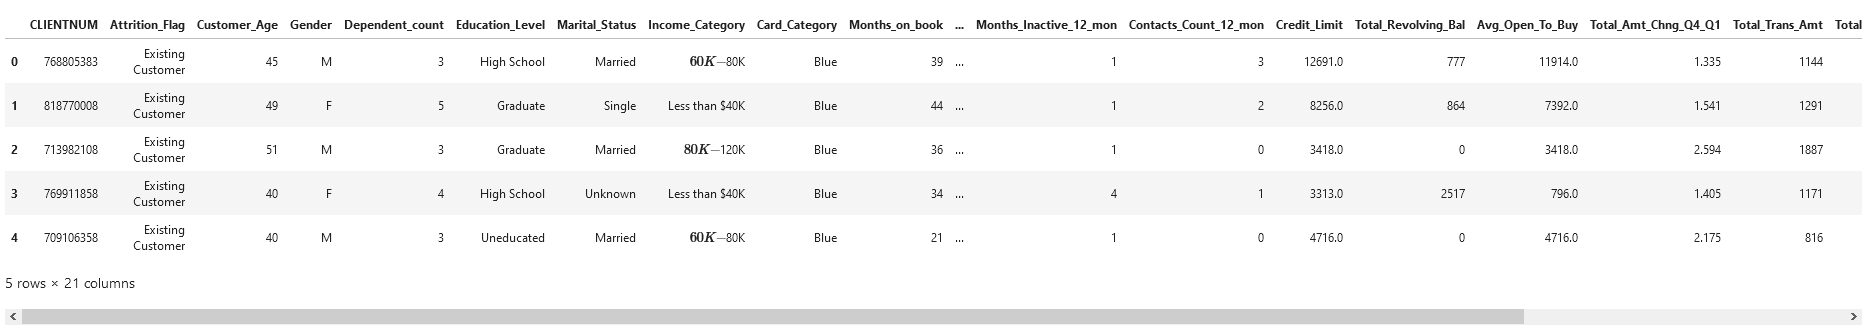 CLIENTNUM Attrition_Flag Customer_Age Gender Dependent_count Education_Level Marital_Status Income_Category Card_Category Months_on_book ... Months_Inactive_12_mon Contacts_Count_12_mon Credit_Limit Total_Revolving_Bal Avg_Open_To_Buy Total_Amt_Chng_Q4_Q1 Total_Trans_Amt Total
0 768805383 Existing Customer 45 M 3 High School Married 60K−80K Blue 39 ... 1 3 12691.0 777 11914.0 1.335 1144
1 818770008 Existing Customer 49 F 5 Graduate Single Less than $40K Blue 44 ... 1 2 8256.0 864 7392.0 1.541 1291
2 713982108 Existing Customer 51 M 3 Graduate Married 80K−120K Blue 36 ... 1 0 3418.0 0 3418.0 2.594 1887
3 769911858 Existing Customer 40 F 4 High School Unknown Less than $40K Blue 34 ... 4 1 3313.0 2517 796.0 1.405 1171
4 709106358 Existing Customer 40 M 3 Uneducated Married 60K−80K Blue 21 ... 1 0 4716.0 0 4716.0 2.175 816
5 rows × 21 columns